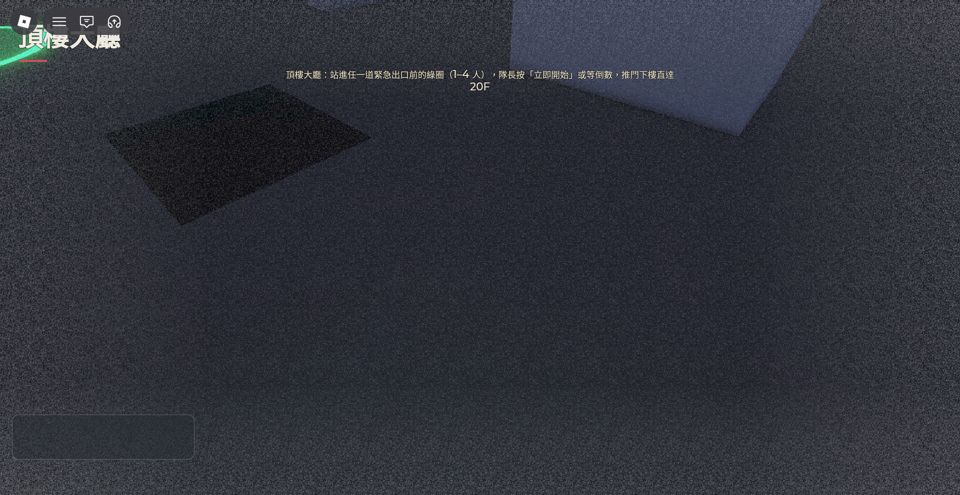 頂樓大廳
頂樓大廳：站進任一道緊急出口前的綠圈（1–4 人），隊長按「立即開始」或等倒數，推門下樓直達
20F